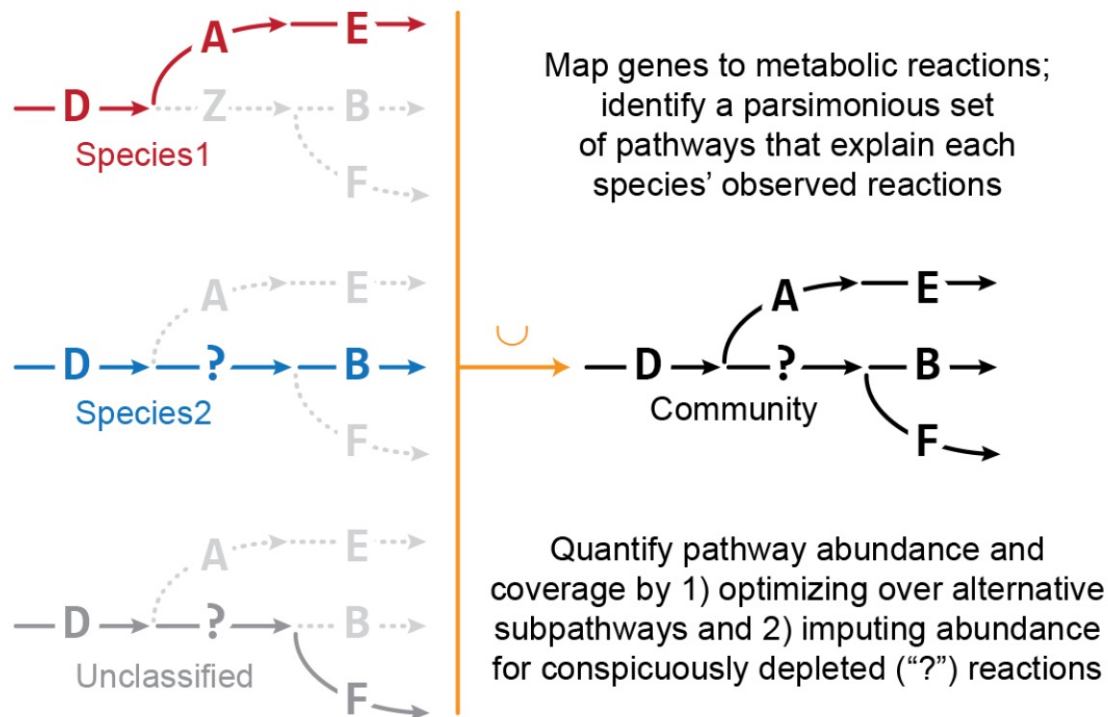 A E
D Z B
Species1
F
Map genes to metabolic reactions;
identify a parsimonious set
of pathways that explain each
species’ observed reactions
A E
D ? B
Species2
F
∪
A E
D ? B
Community
F
A E
D ? B
Unclassified
F
Quantify pathway abundance and
coverage by 1) optimizing over alternative
subpathways and 2) imputing abundance
for conspicuously depleted (“?”) reactions